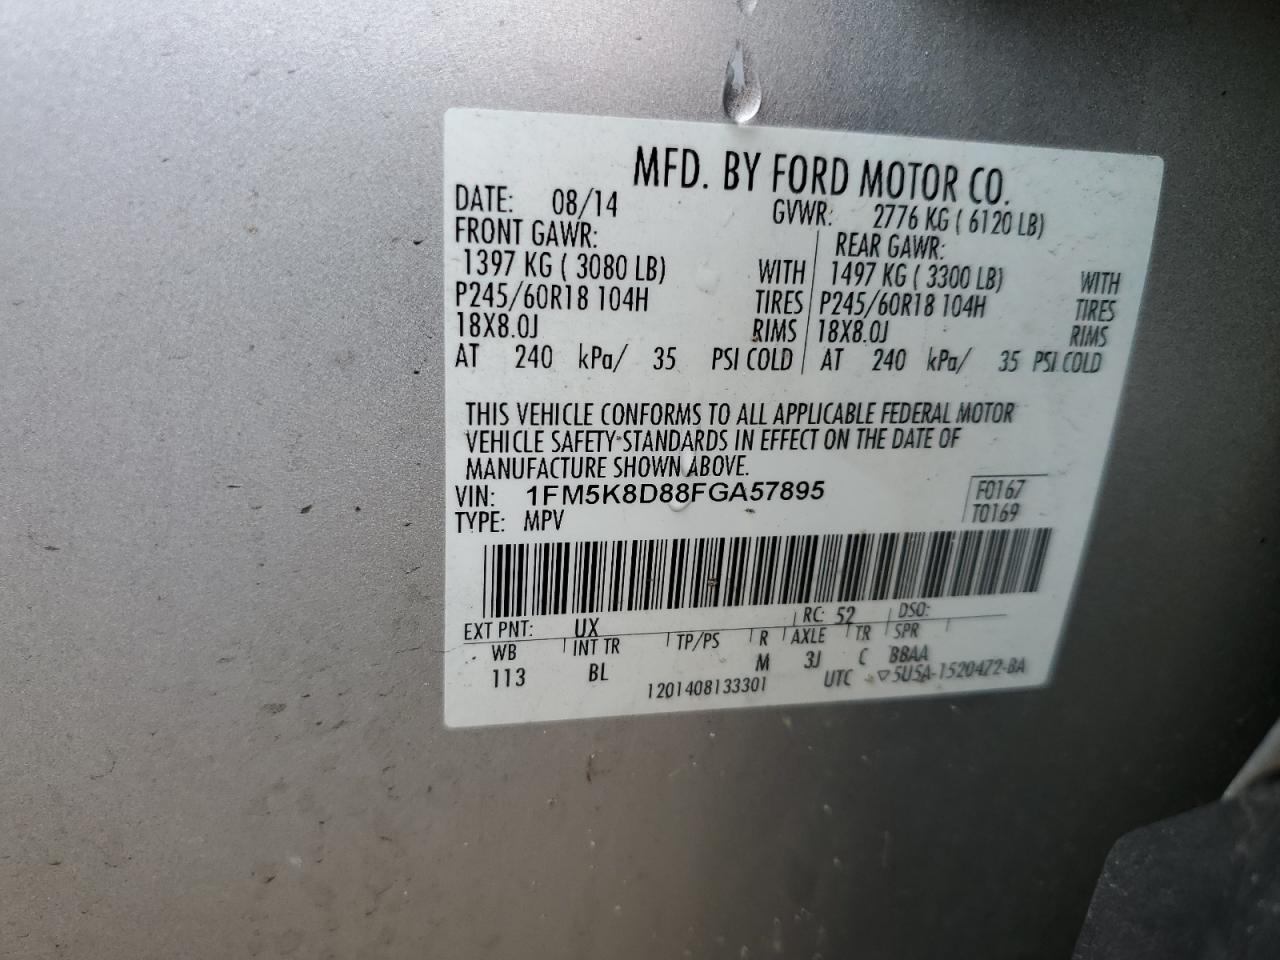 MFD. BY FORD MOTOR CO.
DATE: 08/14 GVWR: 2776 KG ( 6120 LB)
FRONT GAWR: REAR GAWR:
1397 KG ( 3080 LB) WITH 1497 KG ( 3300 LB) WITH
P245/60R18 104H TIRES P245/60R18 104H TIRES
18X8.0J RIMS 18X8.0J RIMS
AT 240 kPa/ 35 PSI COLD AT 240 kPa/ 35 PSI COLD
THIS VEHICLE CONFORMS TO ALL APPLICABLE FEDERAL MOTOR
VEHICLE SAFETY STANDARDS IN EFFECT ON THE DATE OF
MANUFACTURE SHOWN ABOVE.
VIN: 1FM5K8D88FGA57895 F0167
TYPE: MPV T0169
EXT PNT: UX RC: 52 DSO:
WB INT TR TP/PS R AXLE TR SPR
113 BL M 3J C BBAA
1201408133301 UTC ▽5U5A-1520472-BA